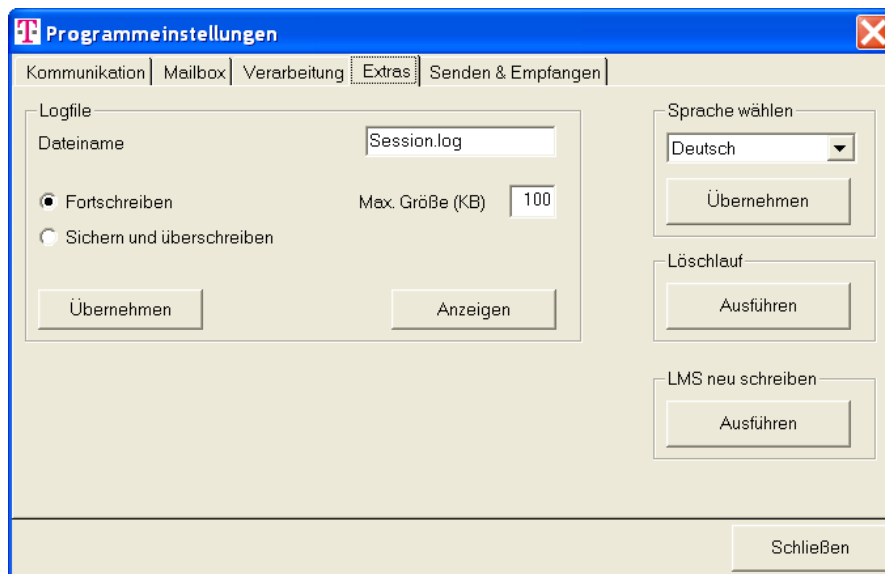 T Programmeinstellungen
Kommunikation Mailbox Verarbeitung Extras Senden & Empfangen
Logfile
Dateiname Session.log
Fortschreiben Max. Größe (KB) 100
Sichern und überschreiben
Übernehmen Anzeigen
Sprache wählen
Deutsch
Übernehmen
Löschlauf
Ausführen
LMS neu schreiben
Ausführen
Schließen